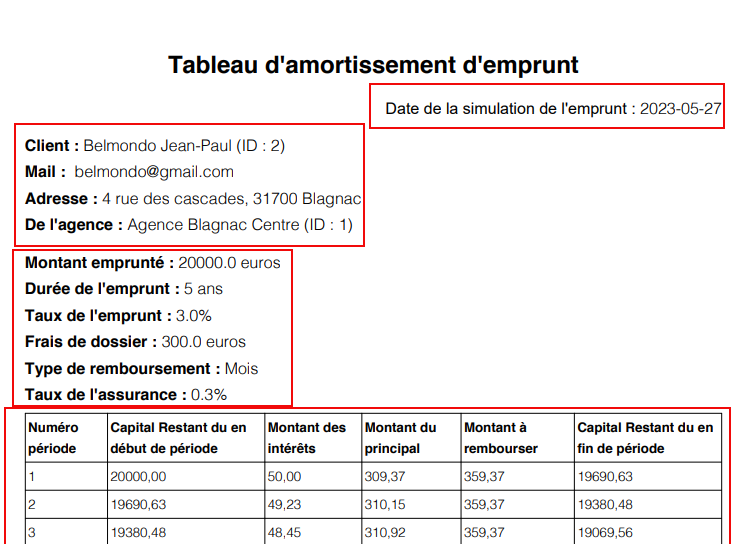 Tableau d'amortissement d'emprunt
Date de la simulation de l'emprunt : 2023-05-27
Client : Belmondo Jean-Paul (ID : 2)
Mail : belmondo@gmail.com
Adresse : 4 rue des cascades, 31700 Blagnac
De l'agence : Agence Blagnac Centre (ID : 1)
Montant emprunté : 20000.0 euros
Durée de l'emprunt : 5 ans
Taux de l'emprunt : 3.0%
Frais de dossier : 300.0 euros
Type de remboursement : Mois
Taux de l'assurance : 0.3%
Numéro Capital Restant du en Montant des Montant du Montant à Capital Restant du en
période début de période intérêts principal rembourser fin de période
1 20000,00 50,00 309,37 359,37 19690,63
2 19690,63 49,23 310,15 359,37 19380,48
3 19380,48 48,45 310,92 359,37 19069,56